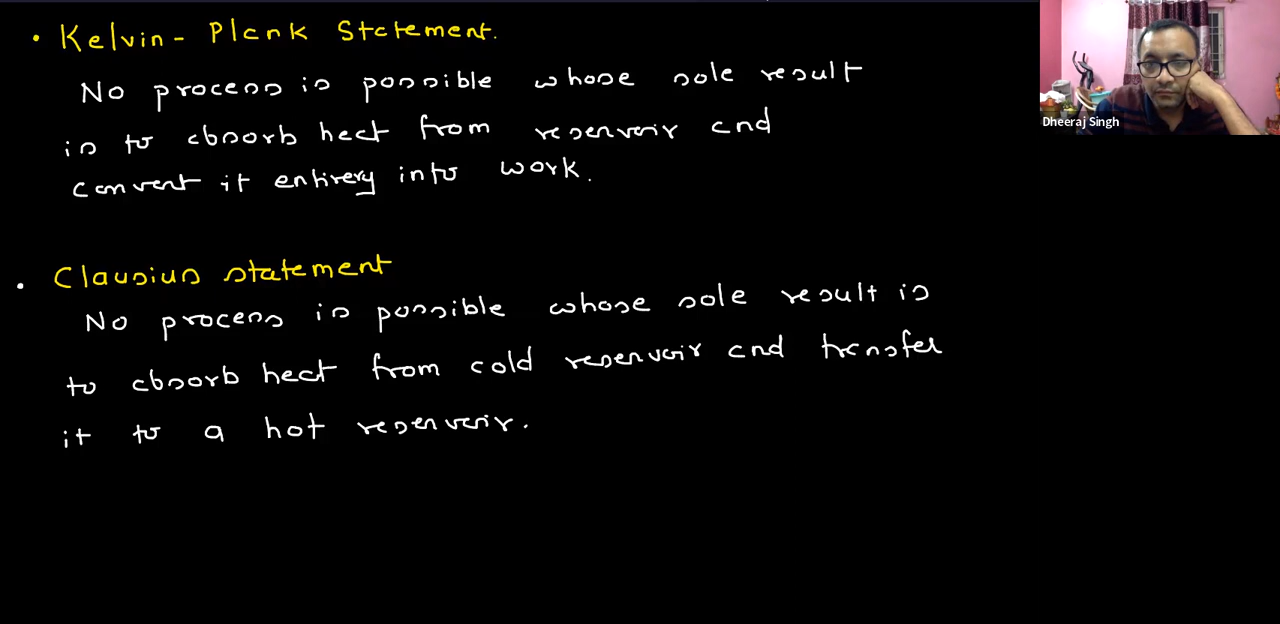 • Kelvin - Plank Statement.
No process is possible whose sole result
is to absorb heat from reservoir and
convert it entirery into work.
• Clausius statement
No process is possible whose sole result is
to absorb heat from cold reservoir and transfer
it to a hot reservoir.
Dheeraj Singh